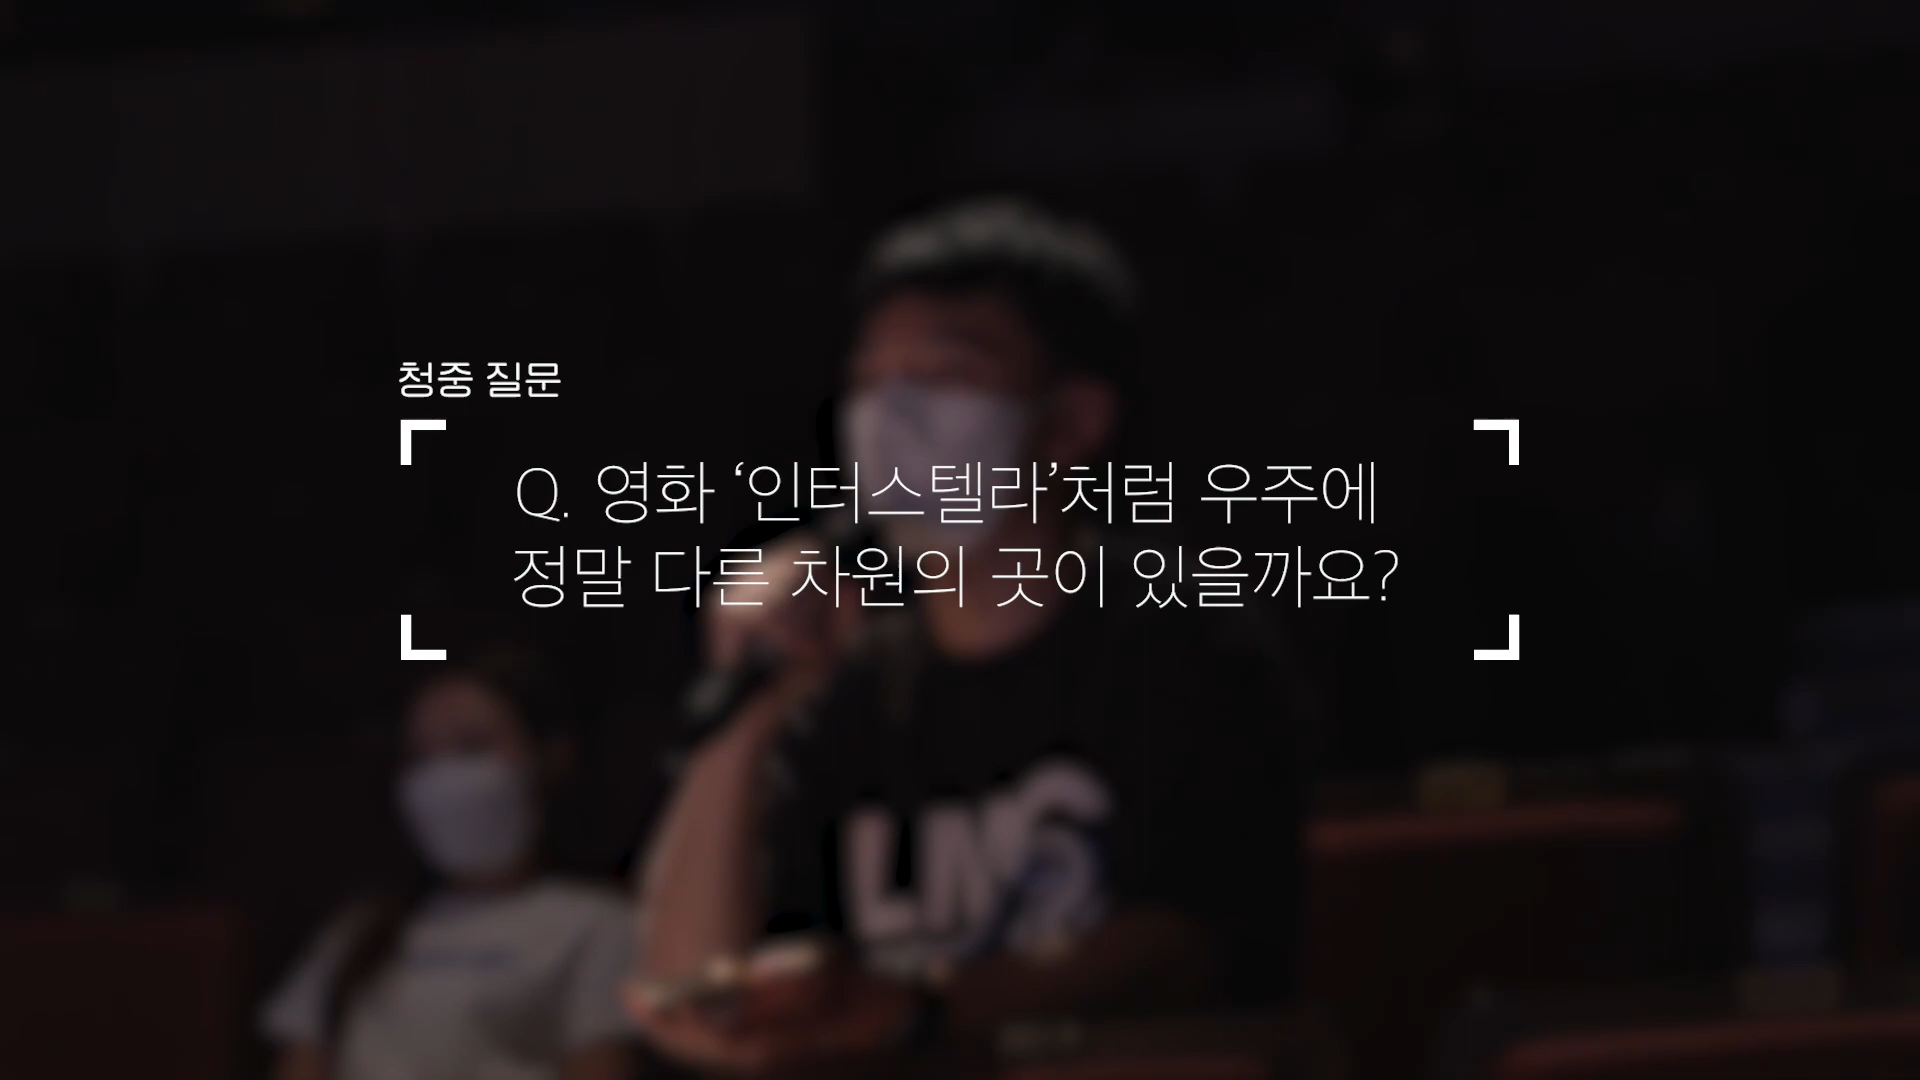 청중 질문
Q. 영화 ‘인터스텔라’처럼 우주에
정말 다른 차원의 곳이 있을까요?